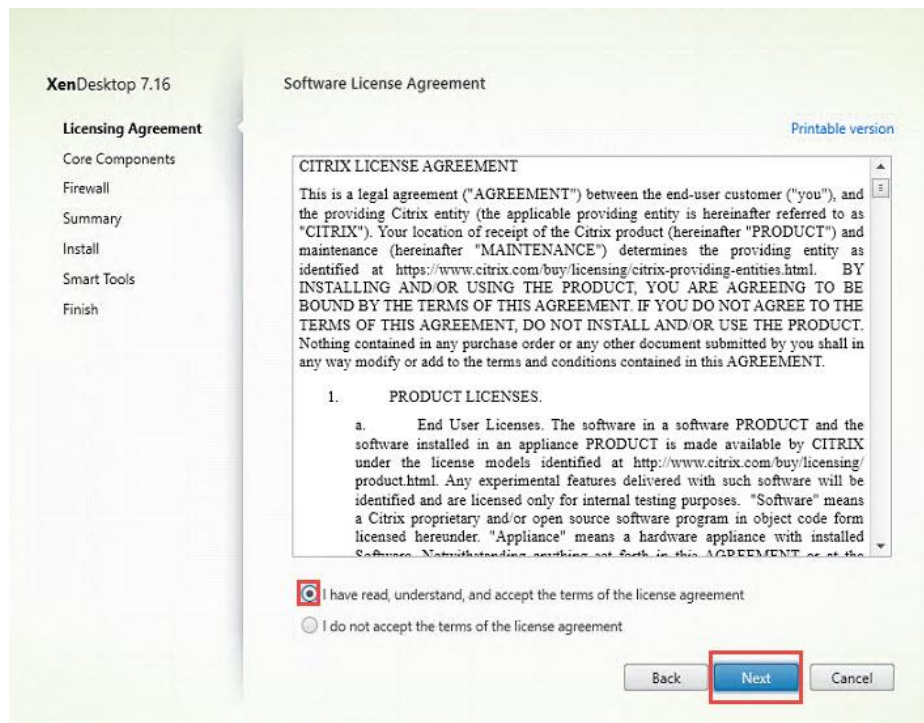 XenDesktop 7.16
Licensing Agreement
Core Components
Firewall
Summary
Install
Smart Tools
Finish
Software License Agreement
Printable version
CITRIX LICENSE AGREEMENT
This is a legal agreement ("AGREEMENT") between the end-user customer ("you"), and
the providing Citrix entity (the applicable providing entity is hereinafter referred to as
"CITRIX"). Your location of receipt of the Citrix product (hereinafter "PRODUCT") and
maintenance (hereinafter "MAINTENANCE") determines the providing entity as
identified at https://www.citrix.com/buy/licensing/citrix-providing-entities.html. BY
INSTALLING AND/OR USING THE PRODUCT, YOU ARE AGREEING TO BE
BOUND BY THE TERMS OF THIS AGREEMENT. IF YOU DO NOT AGREE TO THE
TERMS OF THIS AGREEMENT, DO NOT INSTALL AND/OR USE THE PRODUCT.
Nothing contained in any purchase order or any other document submitted by you shall in
any way modify or add to the terms and conditions contained in this AGREEMENT.
1. PRODUCT LICENSES.
a. End User Licenses. The software in a software PRODUCT and the
software installed in an appliance PRODUCT is made available by CITRIX
under the license models identified at http://www.citrix.com/buy/licensing/
product.html. Any experimental features delivered with such software will be
identified and are licensed only for internal testing purposes. "Software" means
a Citrix proprietary and/or open source software program in object code form
licensed hereunder. "Appliance" means a hardware appliance with installed
Software. Notwithstanding anything set forth in this AGREEMENT or at the
I have read, understand, and accept the terms of the license agreement
I do not accept the terms of the license agreement
Back
Next
Cancel